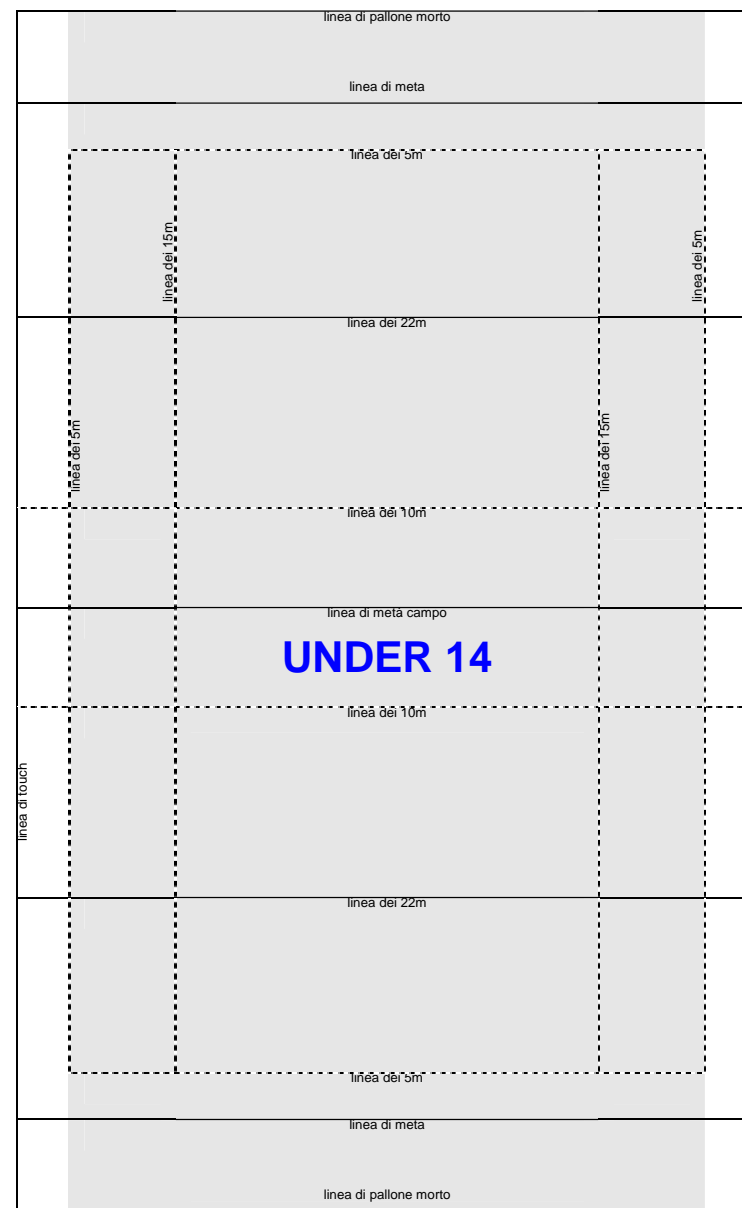 linea di pallone morto
linea di meta
linea dei 5m
linea dei 15m
linea dei 5m
linea dei 22m
linea dei 5m
linea dei 15m
linea dei 10m
linea di metà campo
UNDER 14
linea dei 10m
linea di touch
linea dei 22m
linea dei 5m
linea di meta
linea di pallone morto